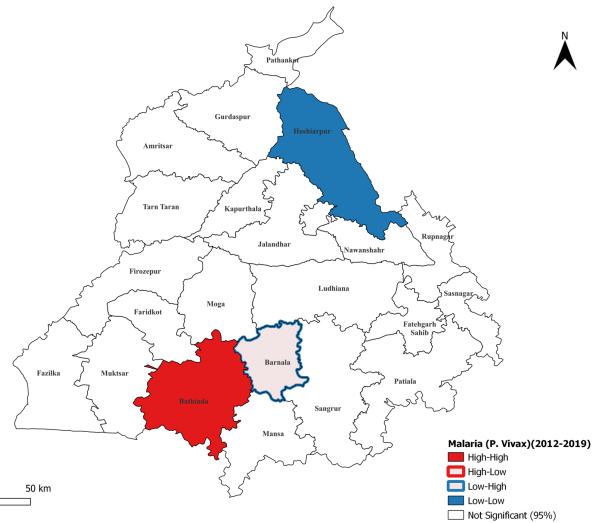 N
Pathankot
Gurdaspur
Hoshiarpur
Amritsar
Tarn Taran
Kapurthala
Jalandhar
Nawanshahr
Rupnagar
Firozepur
Ludhiana
Sasnagar
Moga
Faridkot
Fatehgarh
Sahib
Fazilka
Muktsar
Barnala
Patiala
Bathinda
Sangrur
Mansa
50 km
Malaria (P. Vivax)(2012-2019)
High-High
High-Low
Low-High
Low-Low
Not Significant (95%)